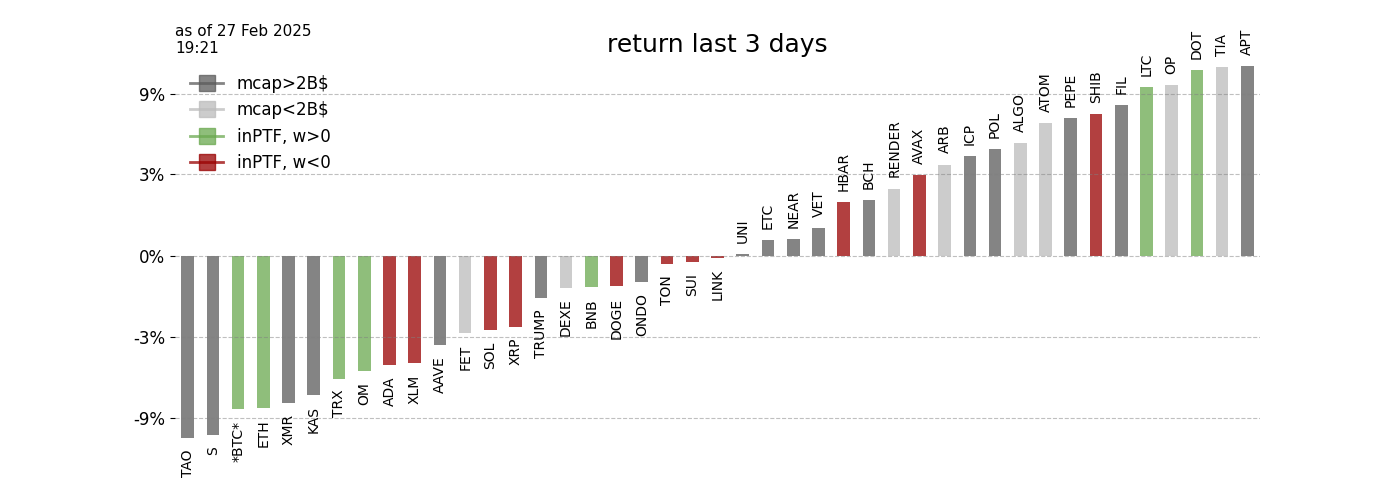 as of 27 Feb 2025
19:21
return last 3 days
mcap>2B$
mcap<2B$
inPTF, w>0
inPTF, w<0
9%
3%
0%
-3%
-9%
TAO
S
*BTC*
ETH
XMR
KAS
TRX
OM
ADA
XLM
AAVE
FET
SOL
XRP
TRUMP
DEXE
BNB
DOGE
ONDO
TON
SUI
LINK
UNI
ETC
NEAR
VET
HBAR
BCH
RENDER
AVAX
ARB
ICP
POL
ALGO
ATOM
PEPE
SHIB
FIL
LTC
OP
DOT
TIA
APT